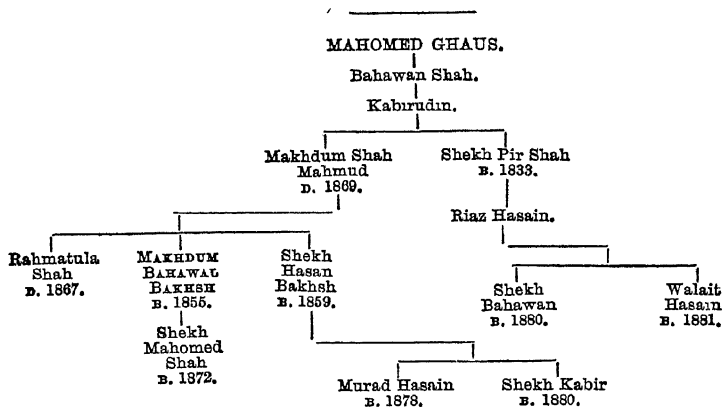 MAHOMED GHAUS.
Bahawan Shah.
Kabirudin.
Makhdum Shah
Mahmud
D. 1869.
Shekh Pir Shah
B. 1833.
Riaz Hasain.
Rahmatula
Shah
D. 1867.
MAKHDUM
BAHAWAL
BAKHSH
B. 1855.
Shekh
Mahomed
Shah
B. 1872.
Shekh
Hasan
Bakhsh
B. 1859.
Shekh
Bahawan
B. 1880.
Walait
Hasain
B. 1881.
Murad Hasain
B. 1878.
Shekh Kabir
B. 1880.